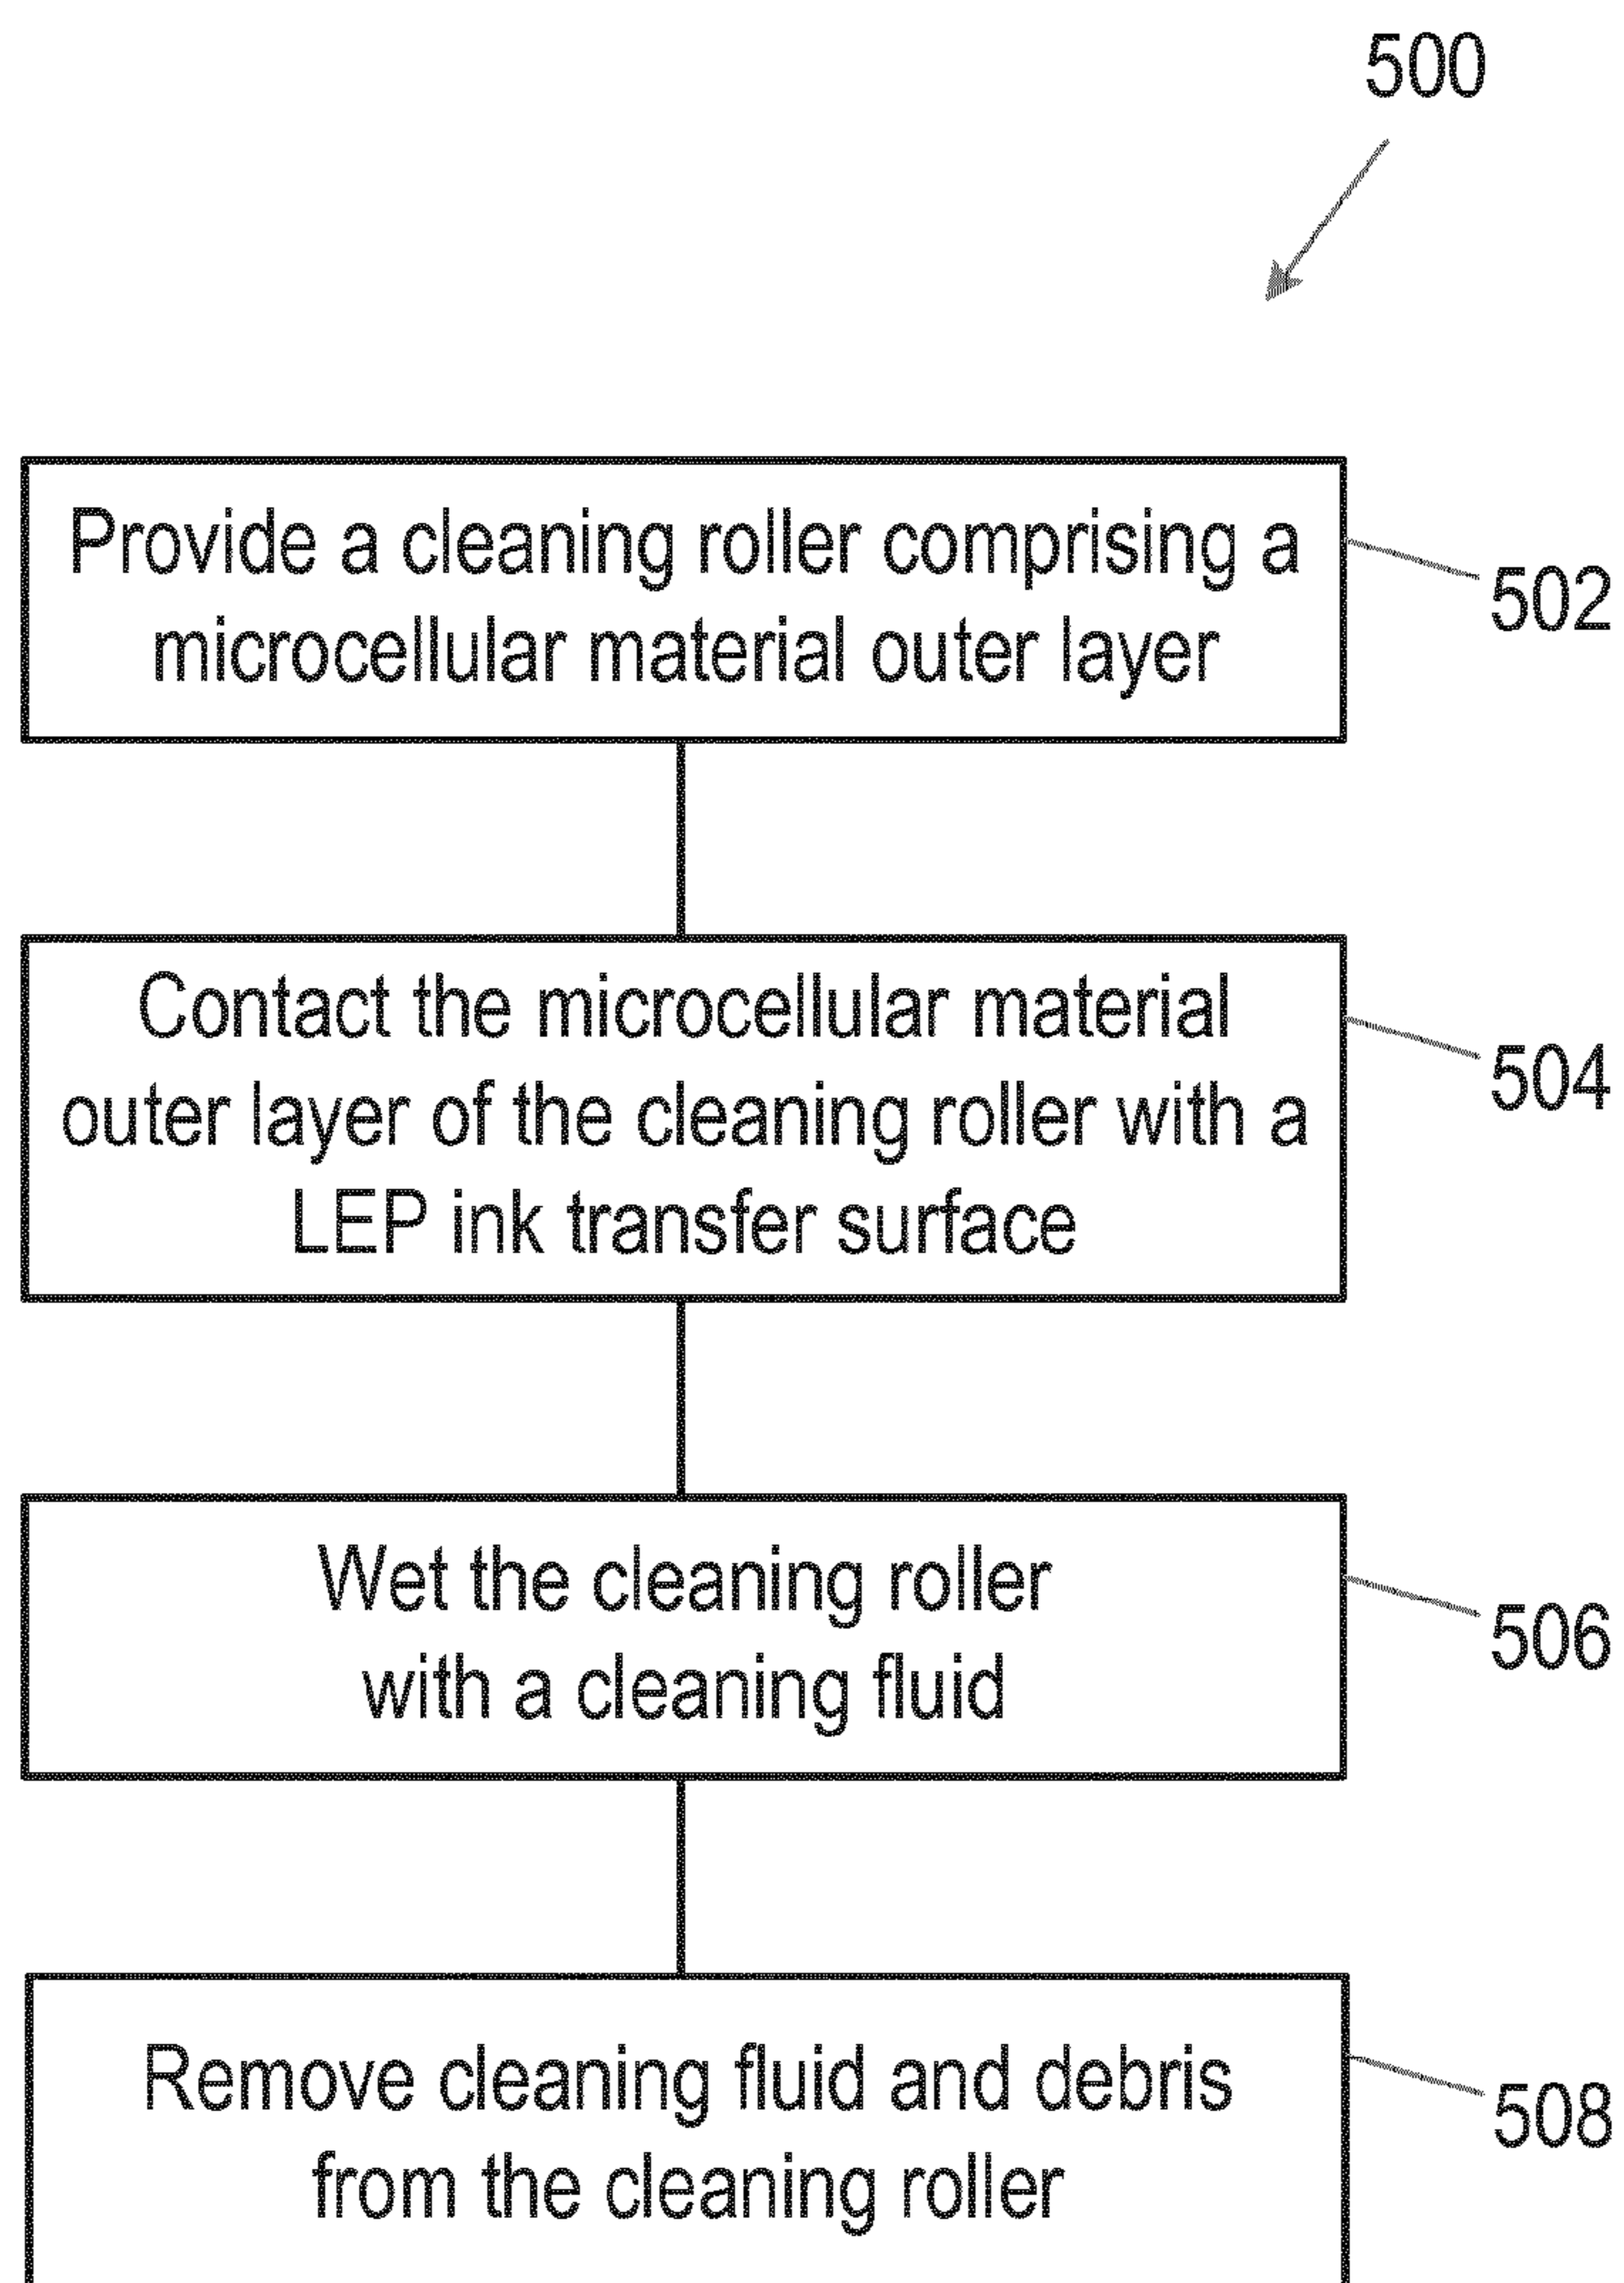 500
Provide a cleaning roller comprising a
microcellular material outer layer
502
Contact the microcellular material
outer layer of the cleaning roller with a
LEP ink transfer surface
504
Wet the cleaning roller
with a cleaning fluid
506
Remove cleaning fluid and debris
from the cleaning roller
508